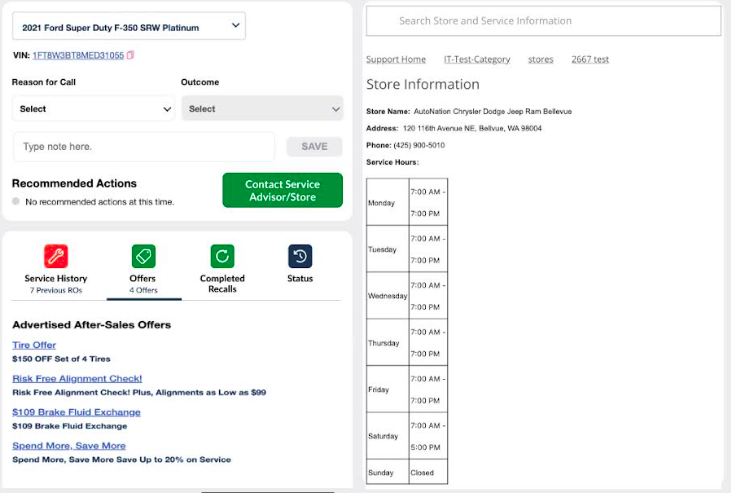 2021 Ford Super Duty F-350 SRW Platinum
VIN: 1FT8W3BT8MED31055
Reason for Call
Outcome
Select
Select
Type note here.
SAVE
Recommended Actions
No recommended actions at this time.
Contact Service
Advisor/Store
Service History
7 Previous ROs
Offers
4 Offers
Completed
Recalls
Status
Advertised After-Sales Offers
Tire Offer
$150 OFF Set of 4 Tires
Risk Free Alignment Check!
Risk Free Alignment Check! Plus, Alignments as Low as $99
$109 Brake Fluid Exchange
$109 Brake Fluid Exchange
Spend More, Save More
Spend More, Save More Save Up to 20% on Service
Search Store and Service Information
Support Home IT-Test-Category stores 2667 test
Store Information
Store Name: AutoNation Chrysler Dodge Jeep Ram Bellevue
Address: 120 116th Avenue NE, Bellvue, WA 98004
Phone: (425) 900-5010
Service Hours:
Monday
7:00 AM -
7:00 PM
Tuesday
7:00 AM -
7:00 PM
Wednesday
7:00 AM -
7:00 PM
Thursday
7:00 AM -
7:00 PM
Friday
7:00 AM -
7:00 PM
Saturday
7:00 AM -
5:00 PM
Sunday
Closed